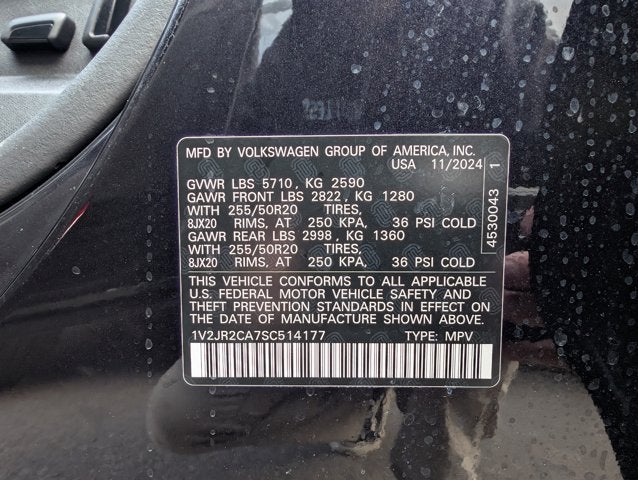 MFD BY VOLKSWAGEN GROUP OF AMERICA, INC.
USA 11/2024
GVWR LBS 5710, KG 2590
GAWR FRONT LBS 2822, KG 1280
WITH 255/50R20 TIRES,
8JX20 RIMS, AT 250 KPA, 36 PSI COLD
GAWR REAR LBS 2998, KG 1360
WITH 255/50R20 TIRES,
8JX20 RIMS, AT 250 KPA, 36 PSI COLD
THIS VEHICLE CONFORMS TO ALL APPLICABLE
U.S. FEDERAL MOTOR VEHICLE SAFETY AND
THEFT PREVENTION STANDARDS IN EFFECT ON
THE DATE OF MANUFACTURE SHOWN ABOVE.
1V2JR2CA7SC514177 TYPE: MPV
4530043 1